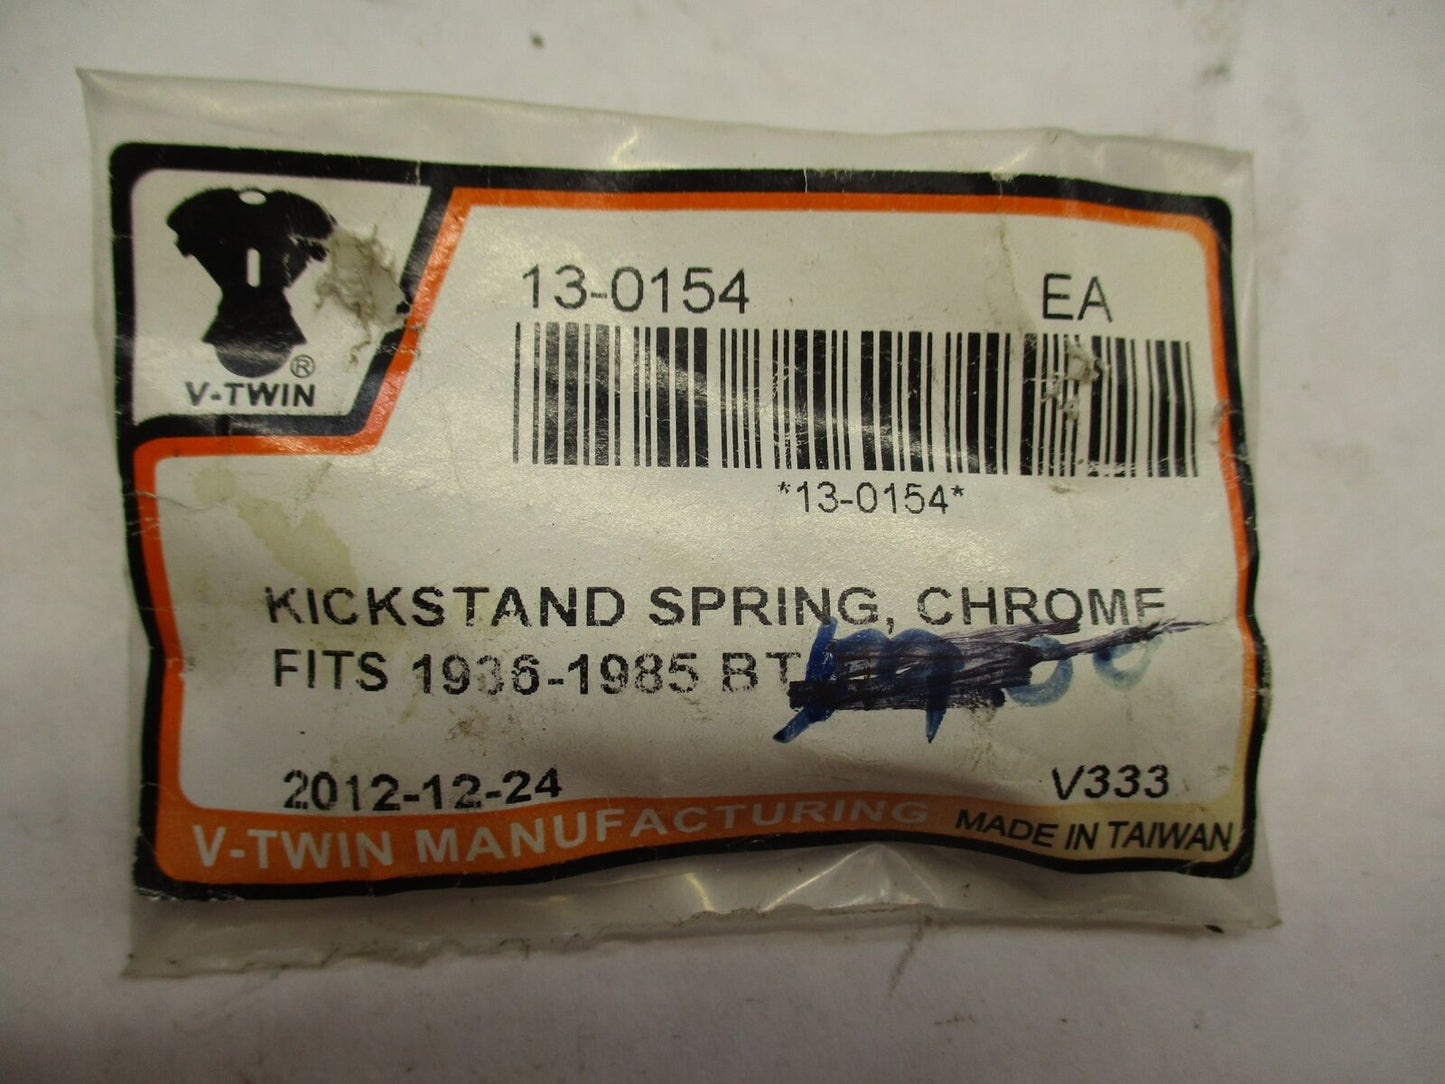 13-0154 EA
®
V-TWIN
*13-0154*
KICKSTAND SPRING, CHROME
FITS 1936-1985 BT
2012-12-24 V333
V-TWIN MANUFACTURING MADE IN TAIWAN